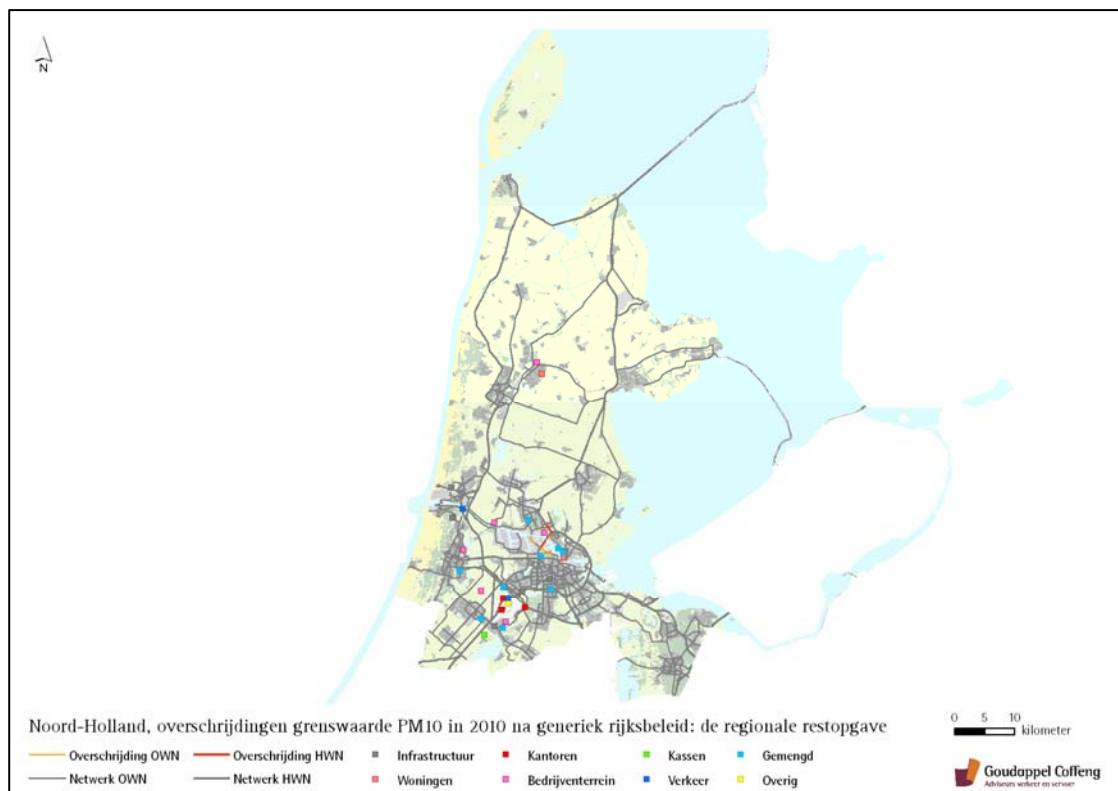 N
Noord-Holland, overschrijdingen grenswaarde PM10 in 2010 na generiek rijksbeleid: de regionale restopgave
0 5 10
kilometer
Overschrijding OWN Overschrijding HWN Infrastructuur Kantoren Kassen Gemengd
Netwerk OWN Netwerk HWN Woningen Bedrijventerrein Verkeer Overig
Goudappel Coffeng
Adviseurs verkeer en vervoer